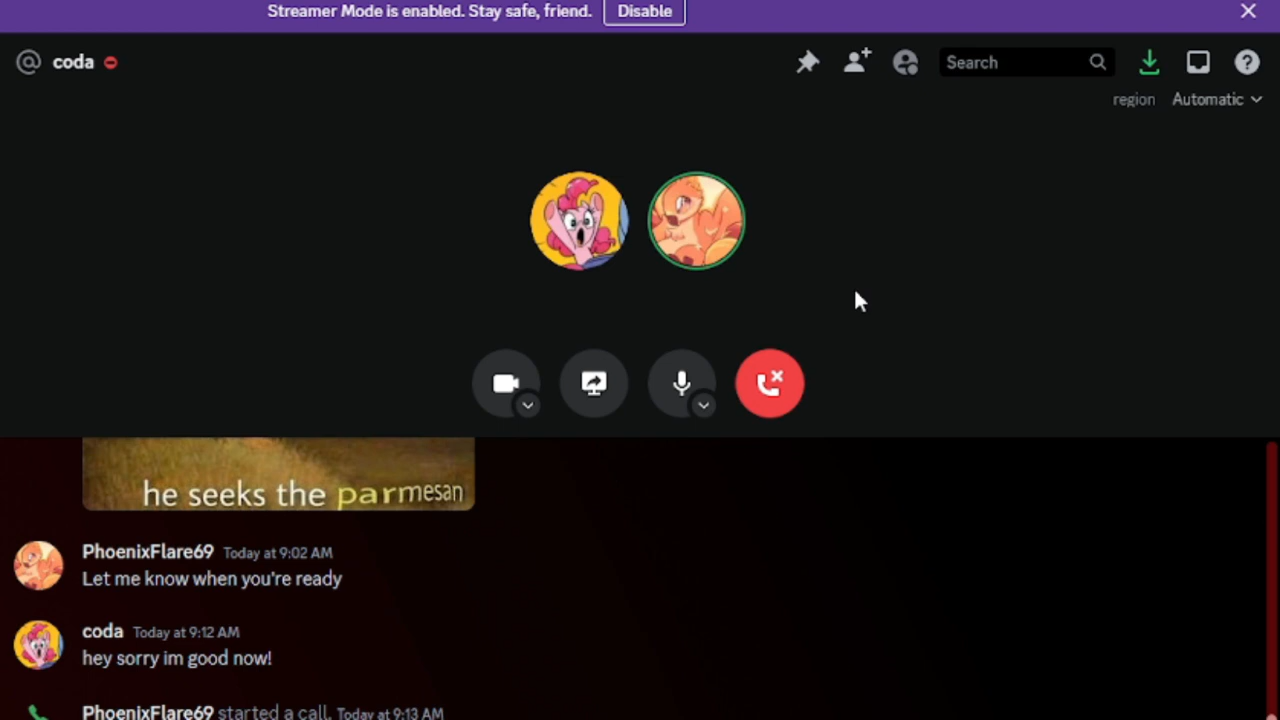 Streamer Mode is enabled. Stay safe, friend. Disable
coda
Search
region Automatic
he seeks the parmesan
PhoenixFlare69 Today at 9:02 AM
Let me know when you're ready
coda Today at 9:12 AM
hey sorry im good now!
PhoenixFlare69 started a call. Today at 9:13 AM